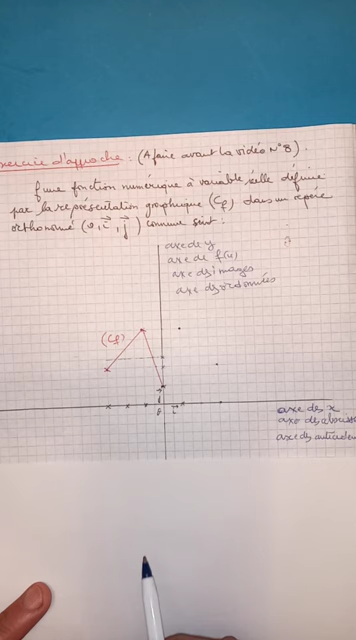 Exercice d'approche : (A faire avant la vidéo N°8).
f une fonction numérique à variable réelle définie
par la représentation graphique (Cf) dans un repère
orthonormé (o, i, j) comme suit :
axe de y
axe de f(x)
axe des images
axe des ordonnées
(Cf)
j
o i
axe des x
axe des abscisses
axe des antécédents